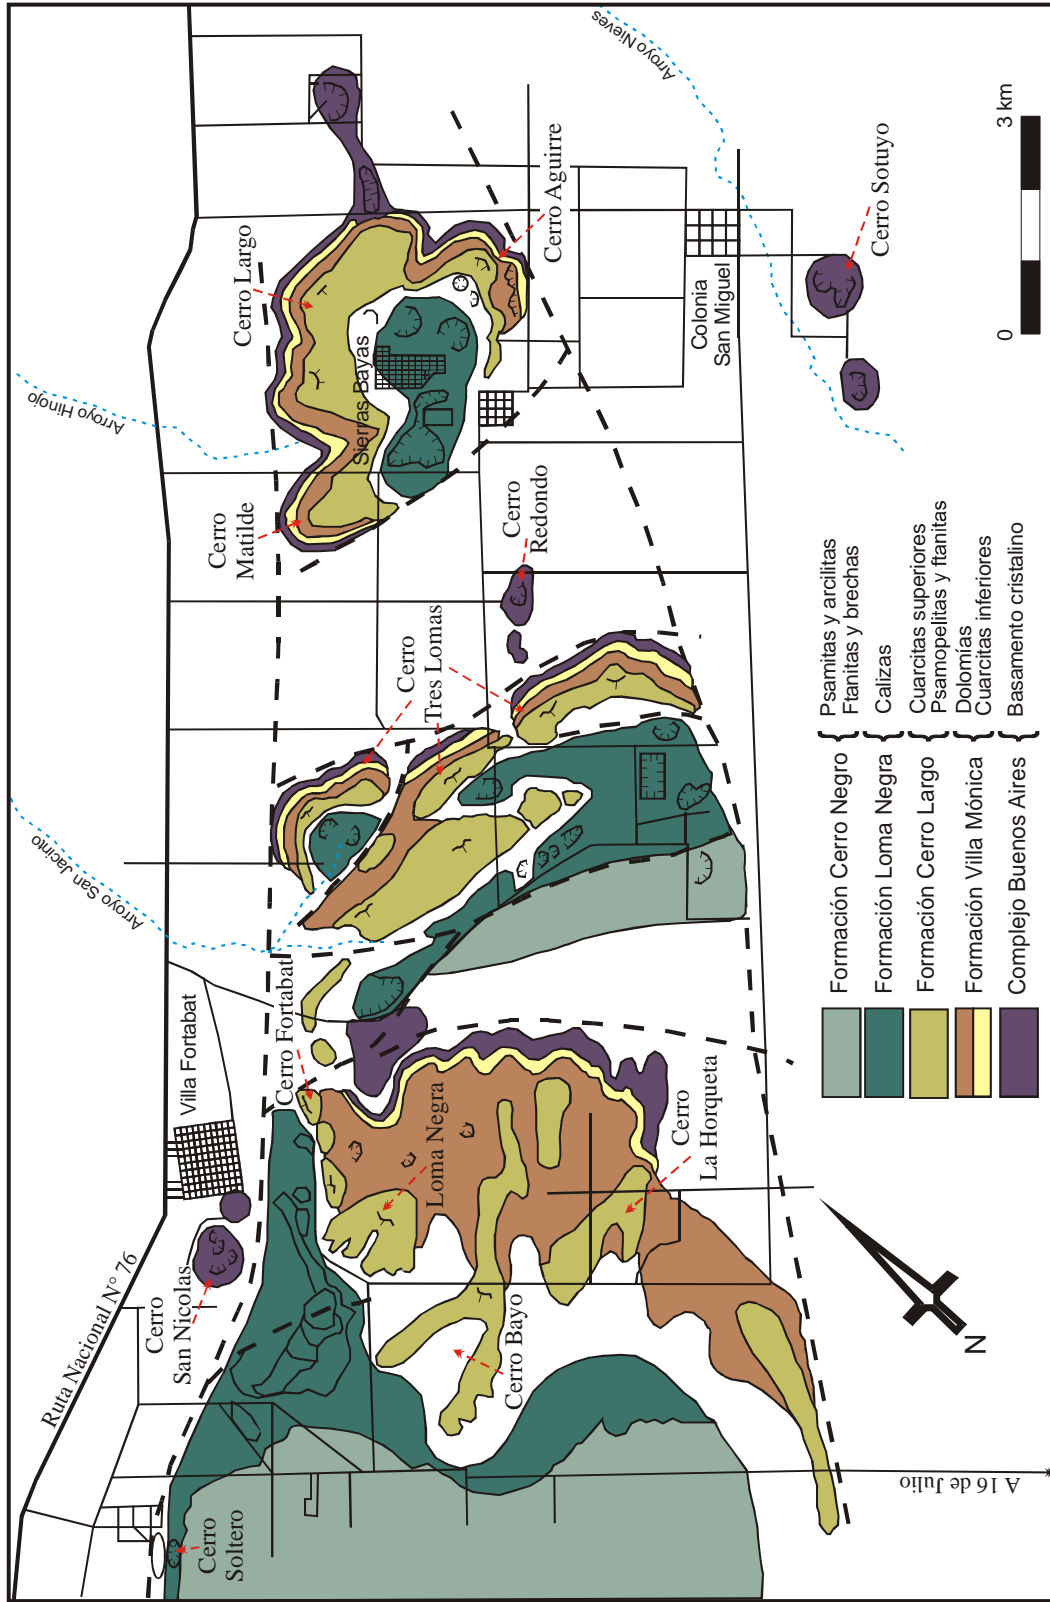 Ruta Nacional N° 76
Cerro
Soltero
Cerro
San Nicolas
Villa Fortabat
Arroyo San Jacinto
Arroyo Hinojo
Arroyo Nieves
Cerro Fortabat
Loma Negra
Cerro Bayo
Cerro
La Horqueta
A 16 de Julio
Cerro
Tres Lomas
Cerro
Matilde
Cerro Largo
Sierras Bayas
Cerro Aguirre
Cerro
Redondo
Colonia
San Miguel
Cerro Sotuyo
N
0
3 km
Formación Cerro Negro
Psamitas y arcilitas
Ftanitas y brechas
Formación Loma Negra
Calizas
Formación Cerro Largo
Cuarcitas superiores
Psamopelitas y ftanitas
Formación Villa Mónica
Dolomías
Cuarcitas inferiores
Complejo Buenos Aires
Basamento cristalino